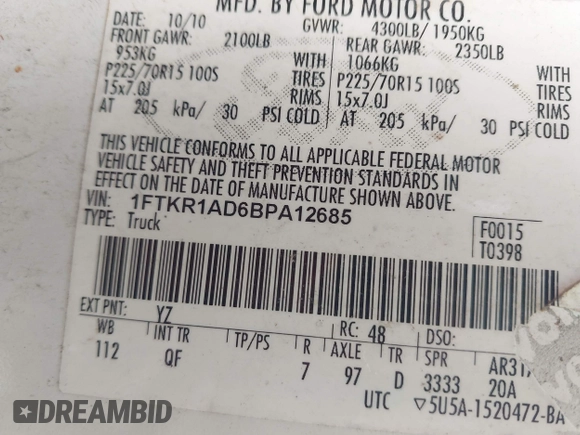 MFD. BY FORD MOTOR CO.
DATE: 10/10 GVWR: 4300LB/ 1950KG
FRONT GAWR: 2100LB REAR GAWR: 2350LB
953KG WITH 1066KG WITH
P225/70R15 100S TIRES P225/70R15 100S TIRES
15x7.0J RIMS 15x7.0J RIMS
AT 205 kPa/ 30 PSI COLD AT 205 kPa/ 30 PSI COLD
THIS VEHICLE CONFORMS TO ALL APPLICABLE FEDERAL MOTOR
VEHICLE SAFETY AND THEFT PREVENTION STANDARDS IN
EFFECT ON THE DATE OF MANUFACTURE SHOWN ABOVE.
VIN: 1FTKR1AD6BPA12685
TYPE: Truck
F0015
T0398
EXT PNT: YZ RC: 48 DSO:
WB INT TR TP/PS R AXLE TR SPR
112 QF 7 97 D 3333 20A
UTC ▽5U5A-1520472-BA
DREAMBID